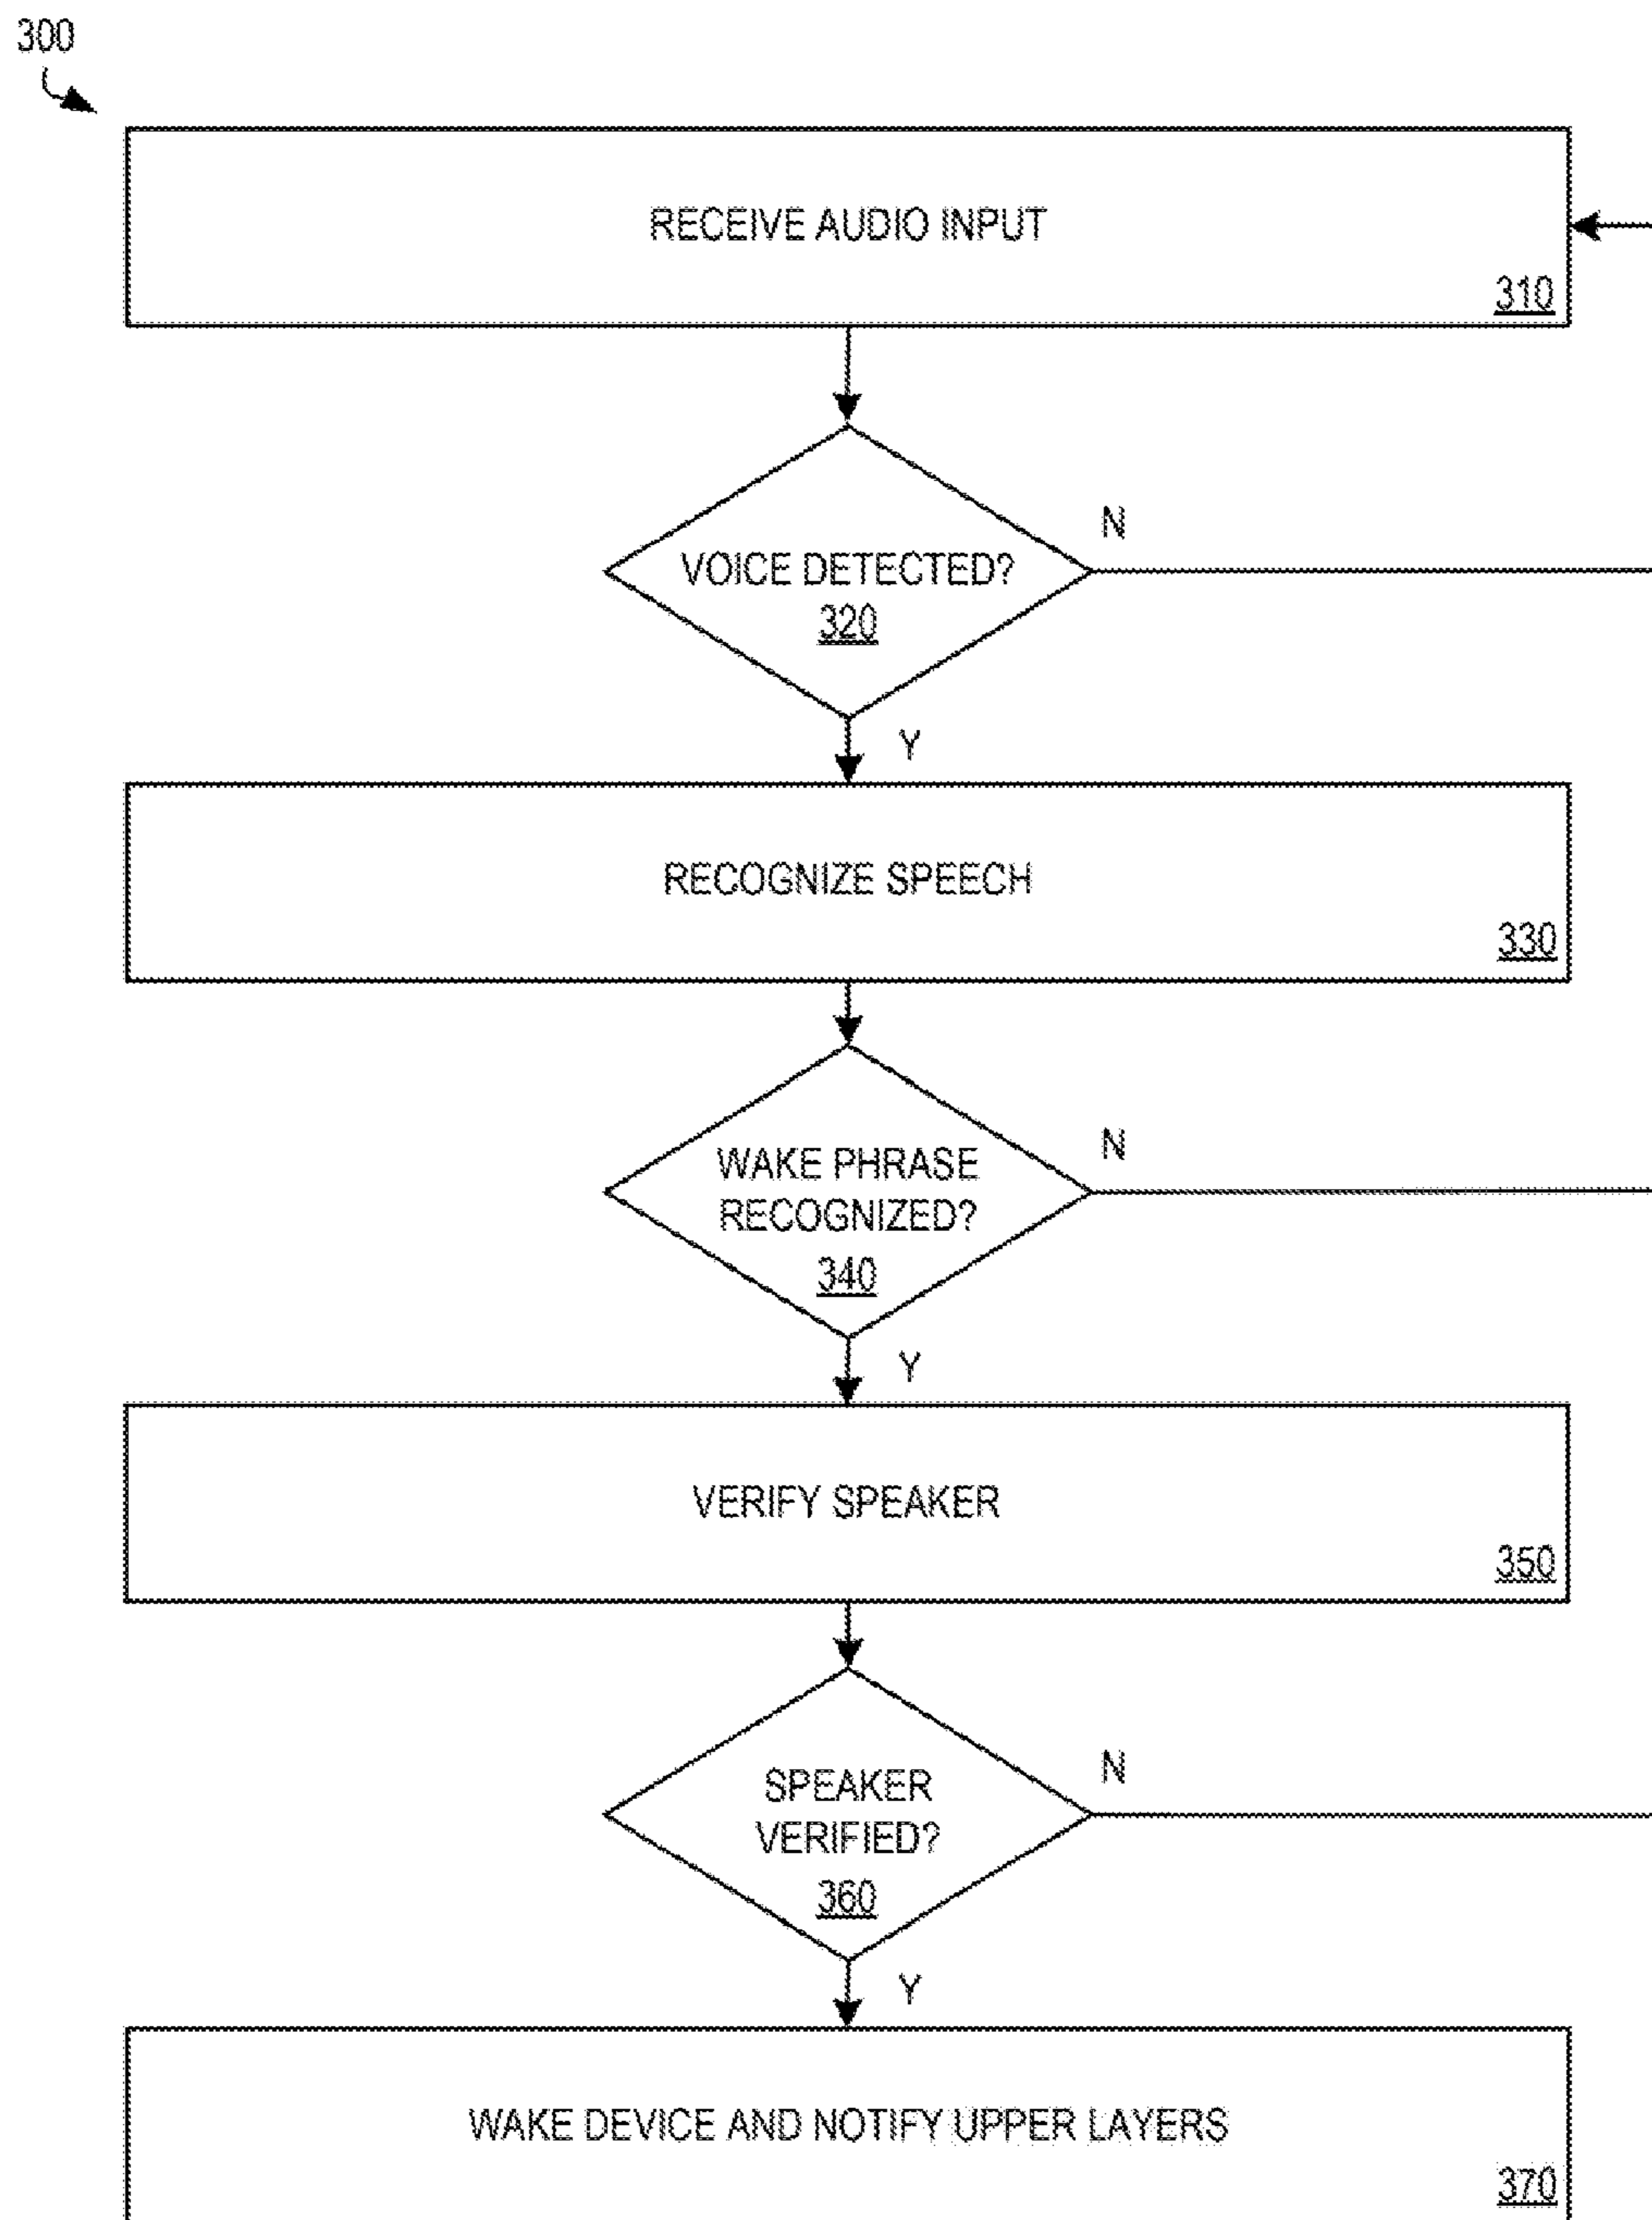 300
RECEIVE AUDIO INPUT
310
N
VOICE DETECTED?
320
Y
RECOGNIZE SPEECH
330
N
WAKE PHRASE
RECOGNIZED?
340
Y
VERIFY SPEAKER
350
N
SPEAKER
VERIFIED?
360
Y
WAKE DEVICE AND NOTIFY UPPER LAYERS
370